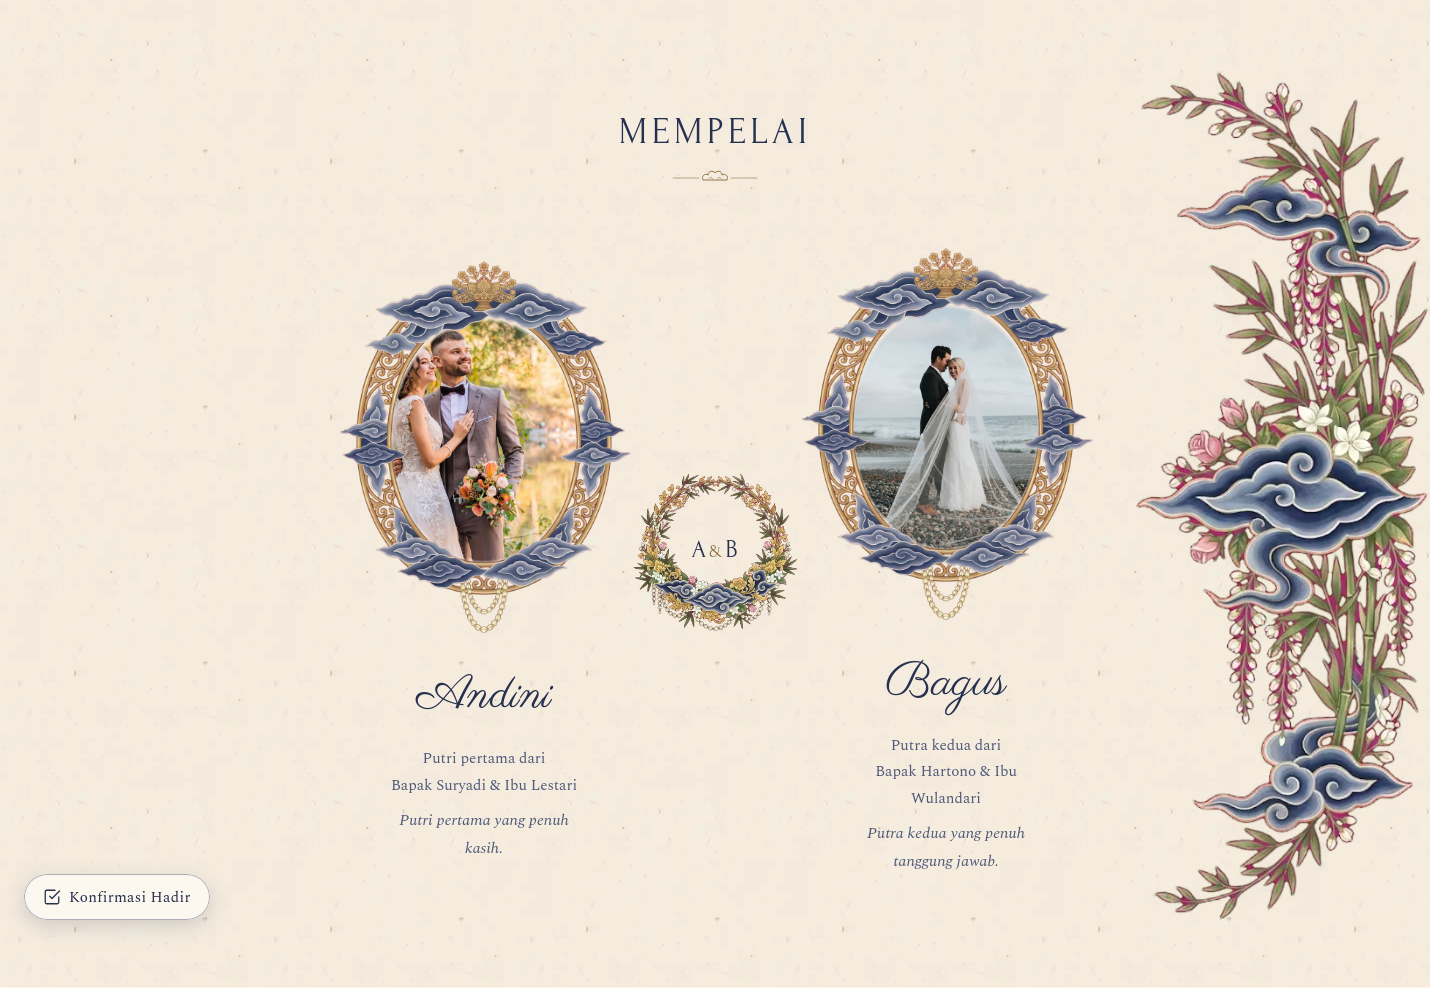 MEMPELAI
A & B
Andini
Putri pertama dari
Bapak Suryadi & Ibu Lestari
Putri pertama yang penuh
kasih.
Bagus
Putra kedua dari
Bapak Hartono & Ibu
Wulandari
Putra kedua yang penuh
tanggung jawab.
Konfirmasi Hadir